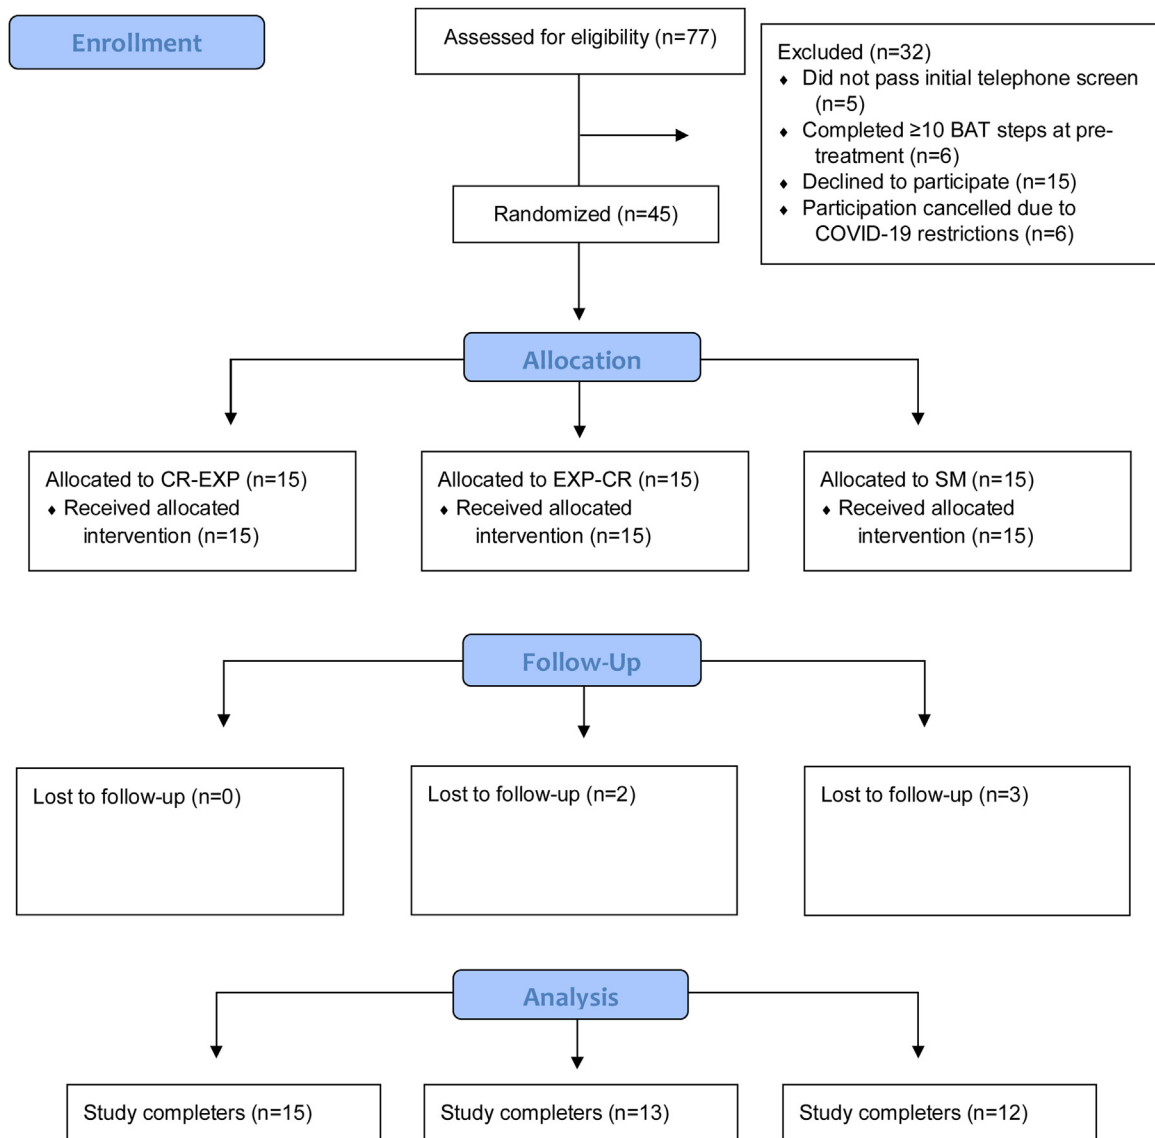 Enrollment
Assessed for eligibility (n=77)
Excluded (n=32)
♦ Did not pass initial telephone screen
(n=5)
♦ Completed ≥10 BAT steps at pre-
treatment (n=6)
♦ Declined to participate (n=15)
♦ Participation cancelled due to
COVID-19 restrictions (n=6)
Randomized (n=45)
Allocation
Allocated to CR-EXP (n=15)
♦ Received allocated
intervention (n=15)
Allocated to EXP-CR (n=15)
♦ Received allocated
intervention (n=15)
Allocated to SM (n=15)
♦ Received allocated
intervention (n=15)
Follow-Up
Lost to follow-up (n=0)
Lost to follow-up (n=2)
Lost to follow-up (n=3)
Analysis
Study completers (n=15)
Study completers (n=13)
Study completers (n=12)